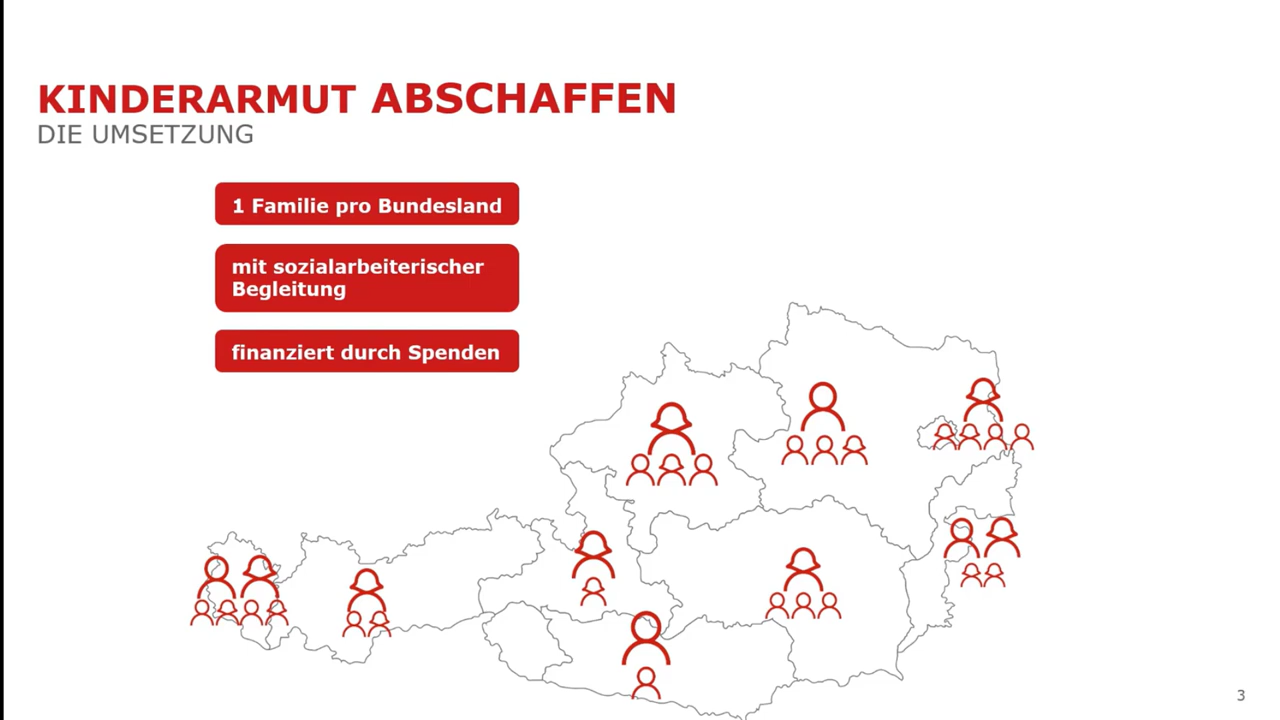 KINDERARMUT ABSCHAFFEN
DIE UMSETZUNG
1 Familie pro Bundesland
mit sozialarbeiterischer
Begleitung
finanziert durch Spenden
3